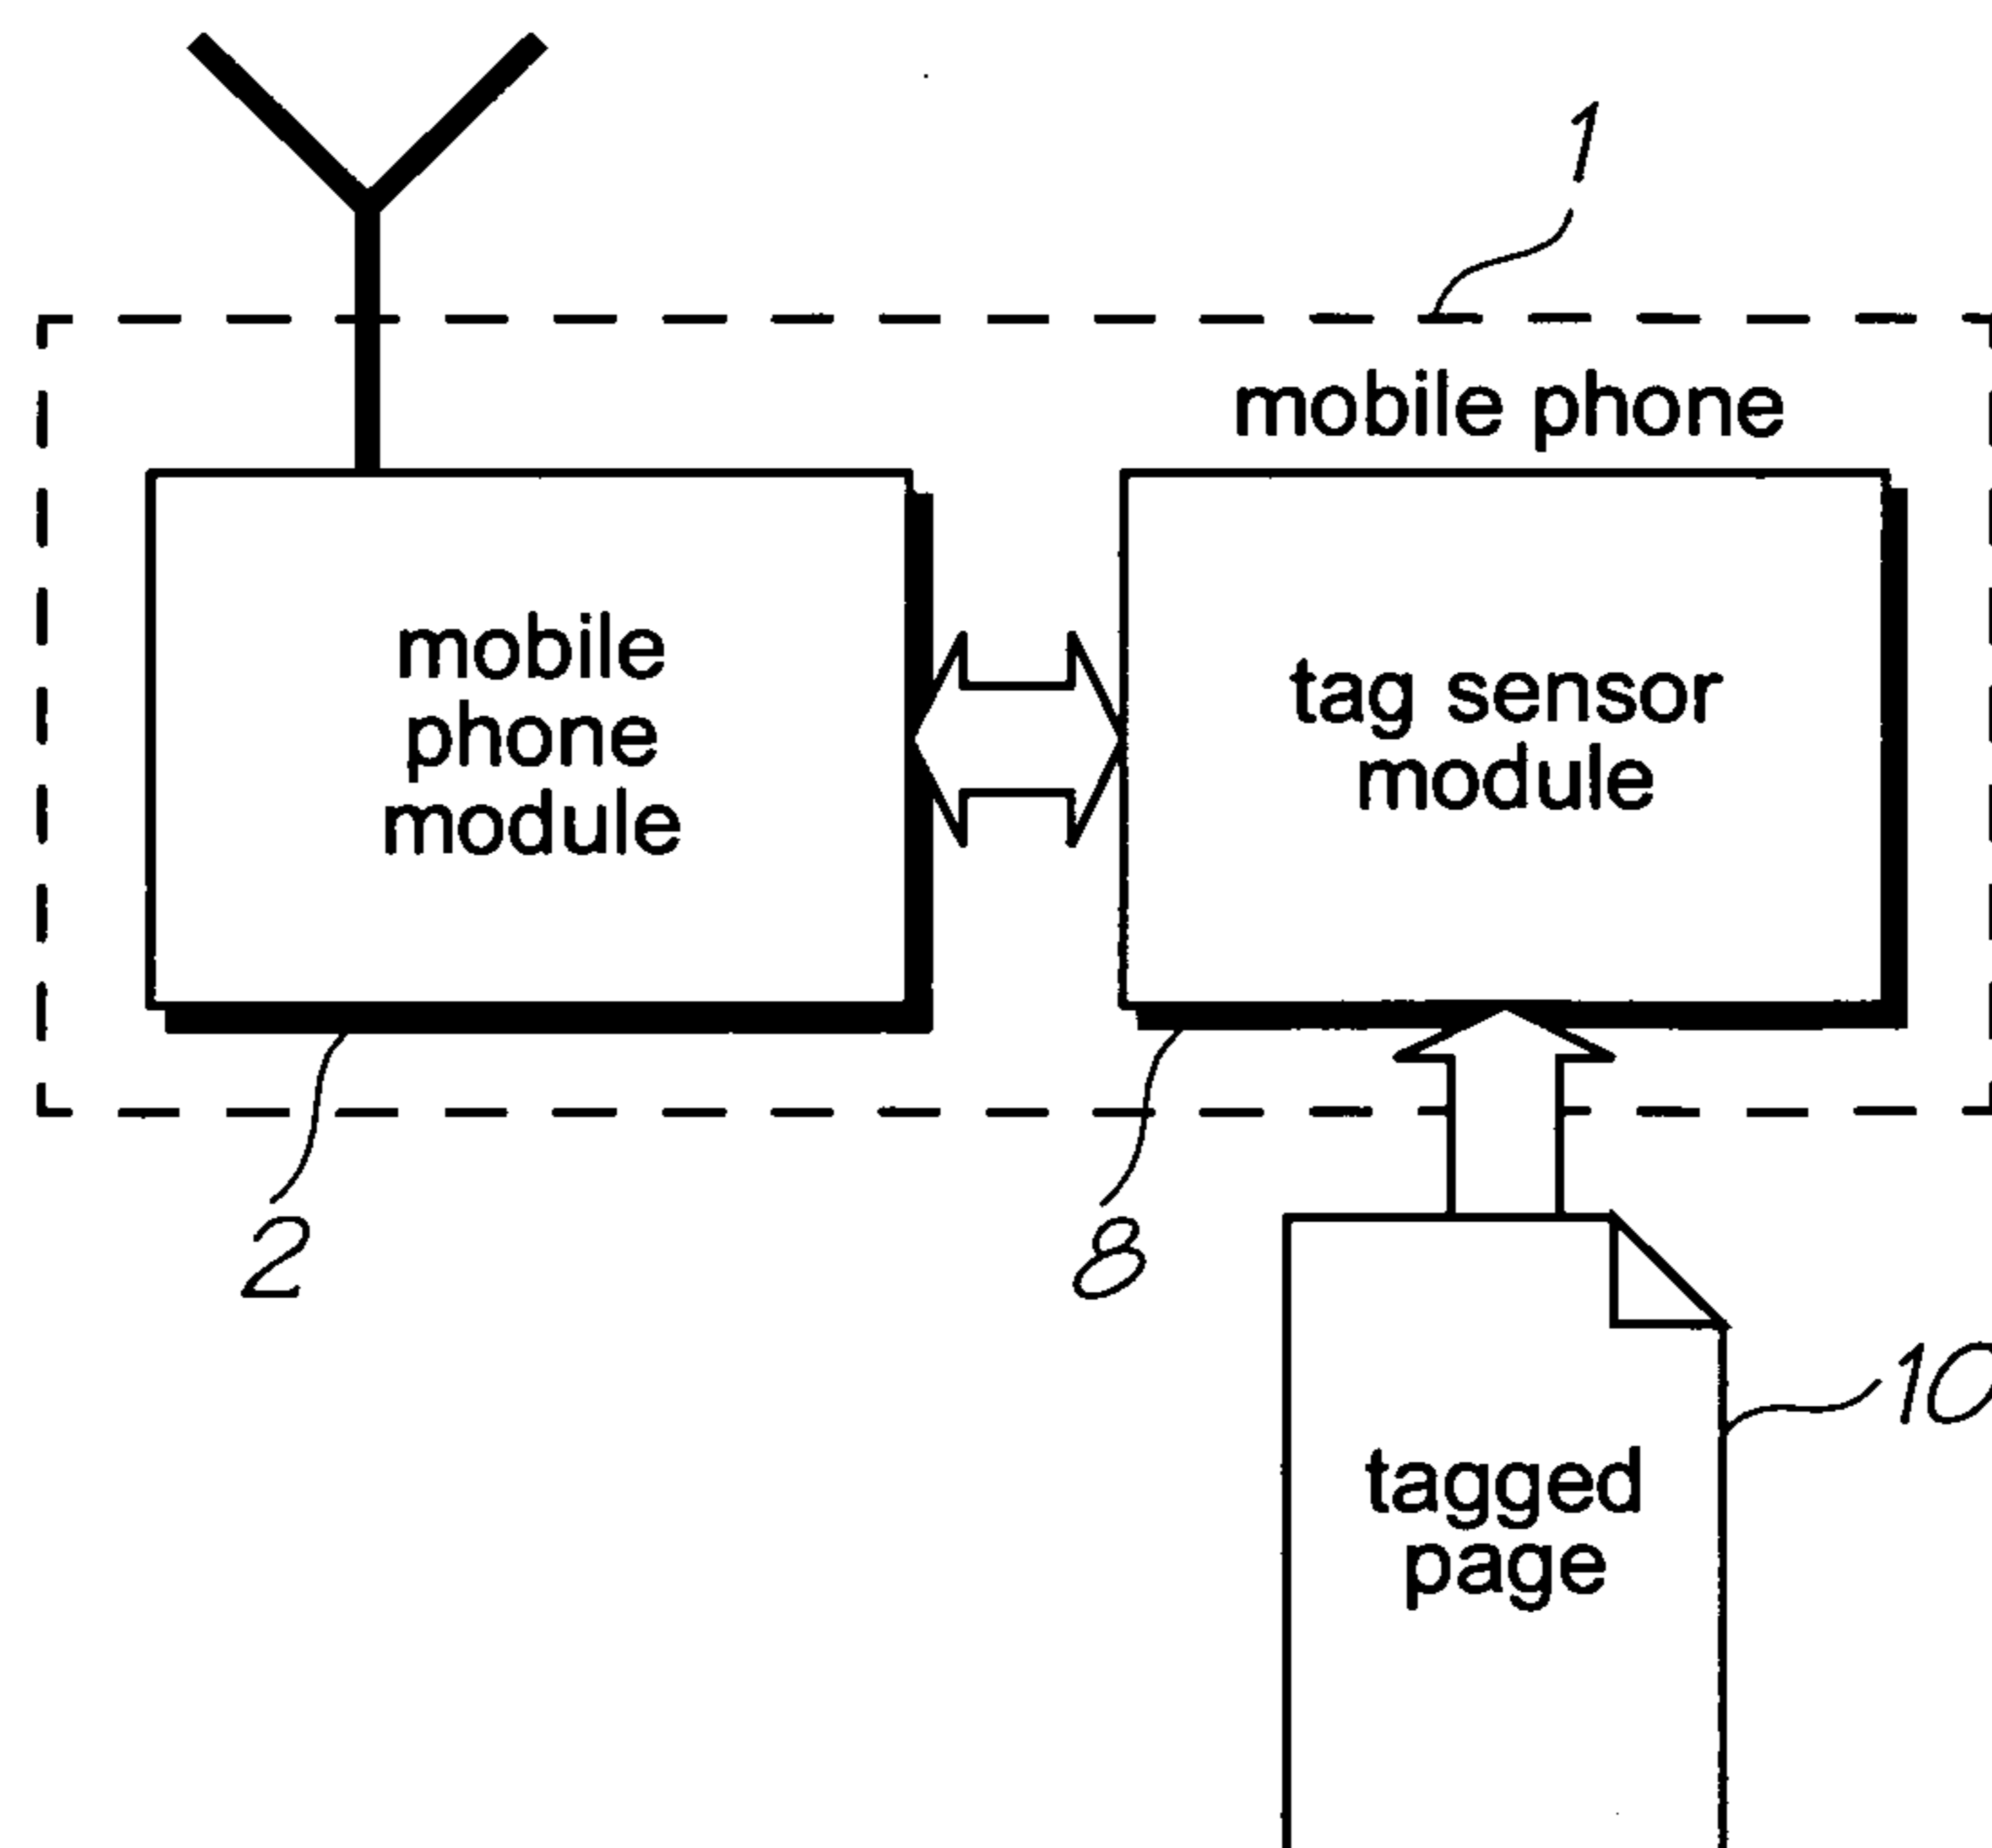 1
mobile phone
mobile
phone
module
tag sensor
module
2
8
10
tagged
page